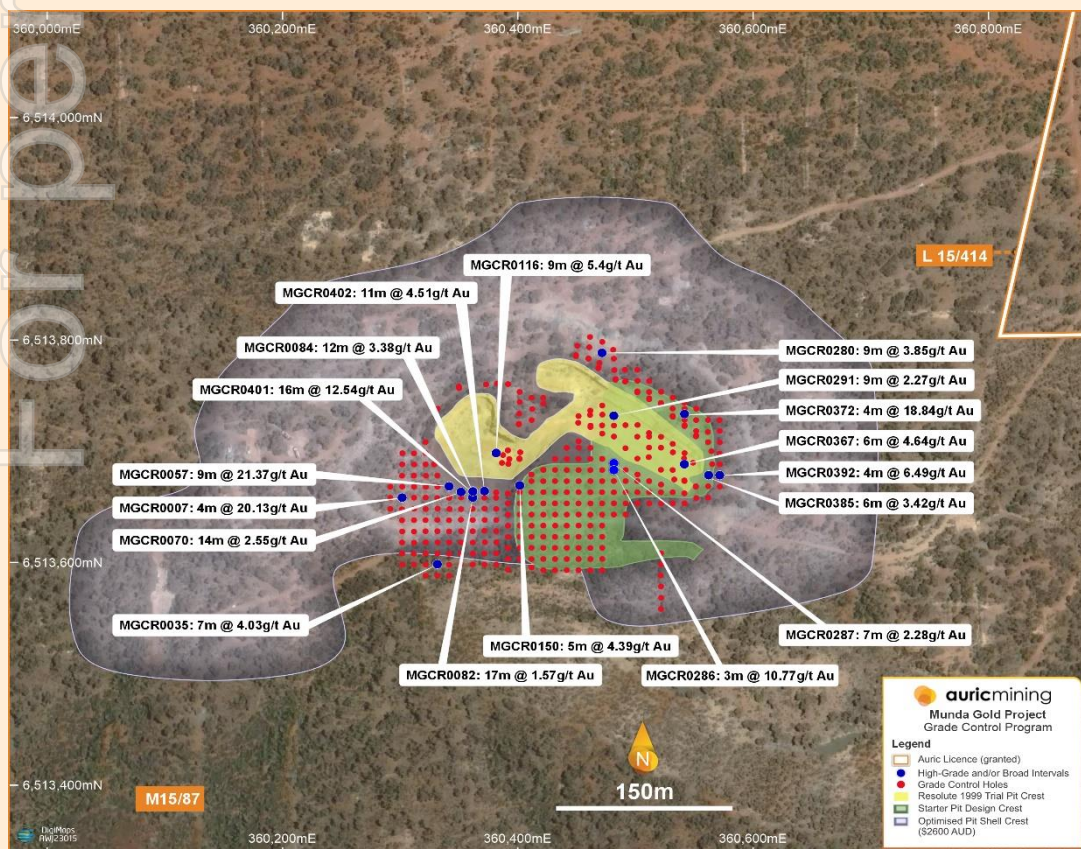 For per
360,000mE
360,200mE
360,400mE
360,600mE
360,800mE
6,514,000mN
L 15/414
MGCR0116: 9m @ 5.4g/t Au
MGCR0402: 11m @ 4.51g/t Au
6,513,800mN
MGCR0084: 12m @ 3.38g/t Au
MGCR0280: 9m @ 3.85g/t Au
MGCR0291: 9m @ 2.27g/t Au
MGCR0401: 16m @ 12.54g/t Au
MGCR0372: 4m @ 18.84g/t Au
MGCR0367: 6m @ 4.64g/t Au
MGCR0057: 9m @ 21.37g/t Au
MGCR0392: 4m @ 6.49g/t Au
MGCR0007: 4m @ 20.13g/t Au
MGCR0385: 6m @ 3.42g/t Au
MGCR0070: 14m @ 2.55g/t Au
6,513,600mN
MGCR0035: 7m @ 4.03g/t Au
MGCR0287: 7m @ 2.28g/t Au
MGCR0150: 5m @ 4.39g/t Au
MGCR0082: 17m @ 1.57g/t Au
MGCR0286: 3m @ 10.77g/t Au
auricmining
Munda Gold Project
Grade Control Program
Legend
Auric Licence (granted)
High-Grade and/or Broad Intervals
Grade Control Holes
Resolute 1999 Trial Pit Crest
Starter Pit Design Crest
Optimised Pit Shell Crest
($2600 AUD)
N
150m
6,513,400mN
M15/87
DigiMaps
AWJ23015
360,200mE
360,400mE
360,600mE